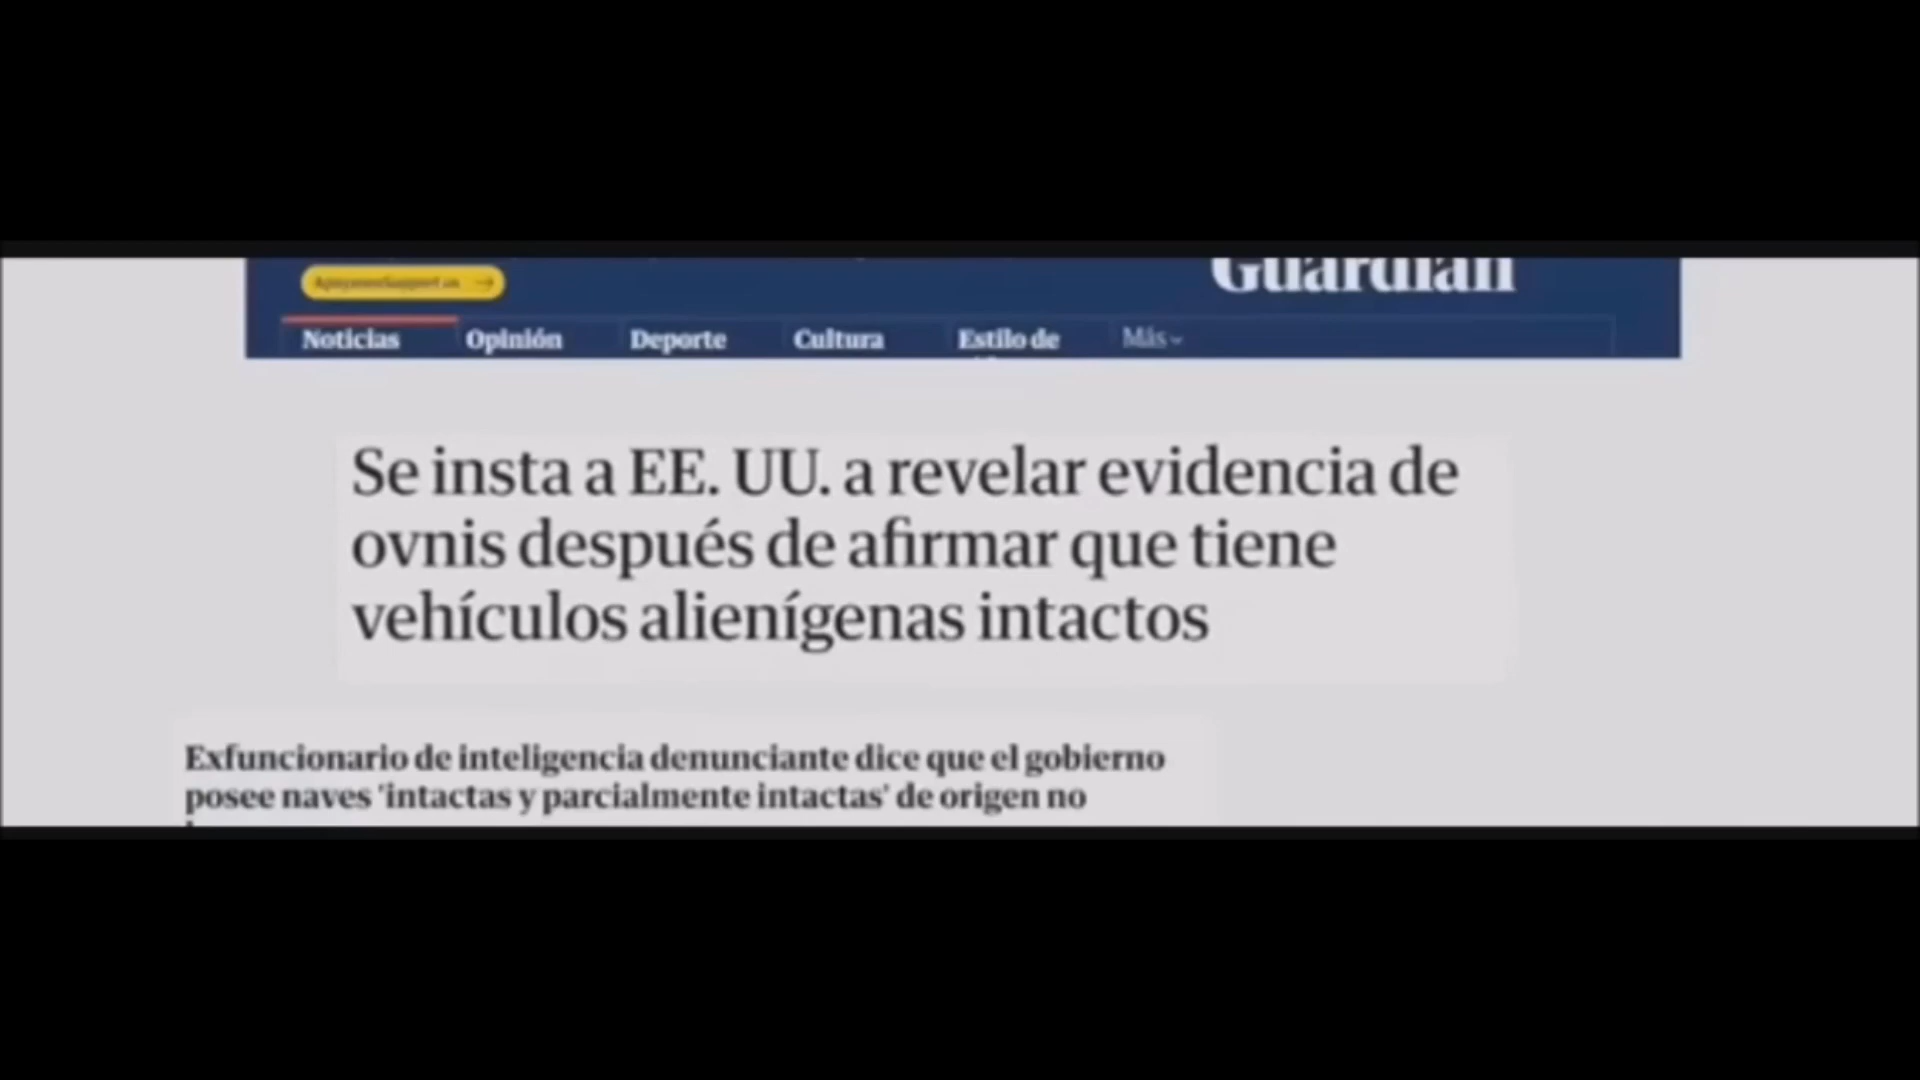 Guardian
Noticias Opinión Deporte Cultura Estilo de Más
Se insta a EE. UU. a revelar evidencia de
ovnis después de afirmar que tiene
vehículos alienígenas intactos
Exfuncionario de inteligencia denunciante dice que el gobierno
posee naves 'intactas y parcialmente intactas' de origen no